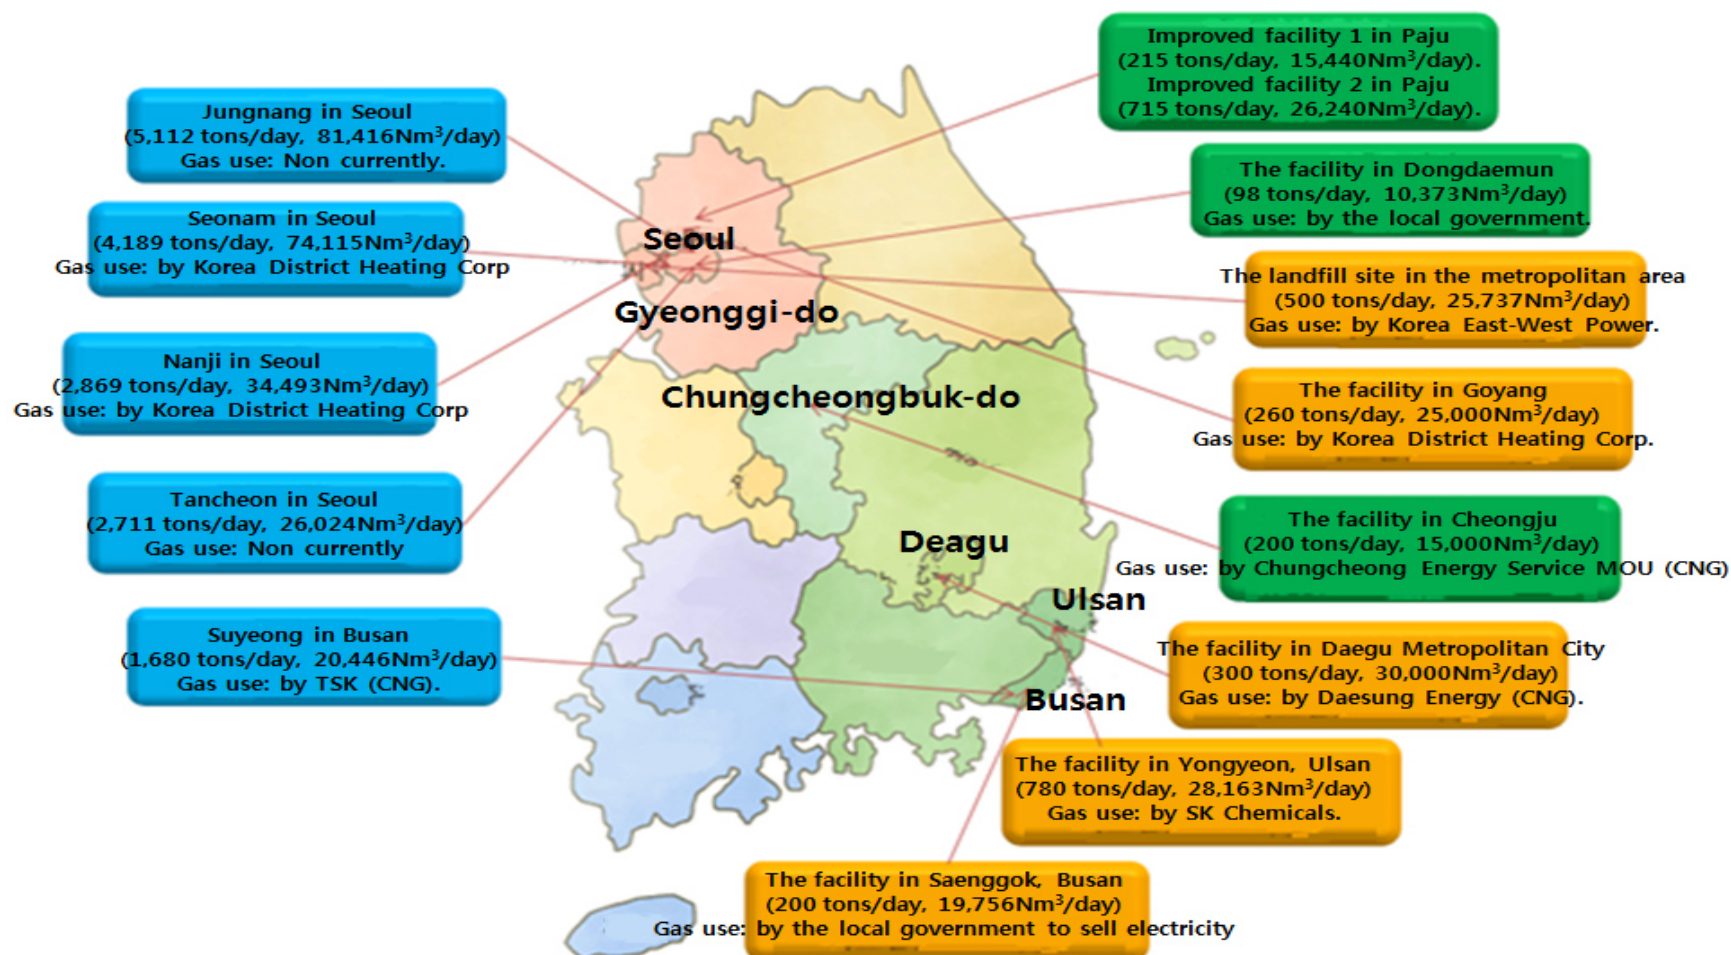 Jungnang in Seoul
(5,112 tons/day, 81,416Nm³/day)
Gas use: Non currently.
Seonam in Seoul
(4,189 tons/day, 74,115Nm³/day)
Gas use: by Korea District Heating Corp
Nanji in Seoul
(2,869 tons/day, 34,493Nm³/day)
Gas use: by Korea District Heating Corp
Tancheon in Seoul
(2,711 tons/day, 26,024Nm³/day)
Gas use: Non currently
Suyeong in Busan
(1,680 tons/day, 20,446Nm³/day)
Gas use: by TSK (CNG).
Seoul
Gyeonggi-do
Chungcheongbuk-do
Deagu
Ulsan
Busan
Improved facility 1 in Paju
(215 tons/day, 15,440Nm³/day).
Improved facility 2 in Paju
(715 tons/day, 26,240Nm³/day).
The facility in Dongdaemun
(98 tons/day, 10,373Nm³/day)
Gas use: by the local government.
The landfill site in the metropolitan area
(500 tons/day, 25,737Nm³/day)
Gas use: by Korea East-West Power.
The facility in Goyang
(260 tons/day, 25,000Nm³/day)
Gas use: by Korea District Heating Corp.
The facility in Cheongju
(200 tons/day, 15,000Nm³/day)
Gas use: by Chungcheong Energy Service MOU (CNG)
The facility in Daegu Metropolitan City
(300 tons/day, 30,000Nm³/day)
Gas use: by Daesung Energy (CNG).
The facility in Yongyeon, Ulsan
(780 tons/day, 28,163Nm³/day)
Gas use: by SK Chemicals.
The facility in Saenggok, Busan
(200 tons/day, 19,756Nm³/day)
Gas use: by the local government to sell electricity